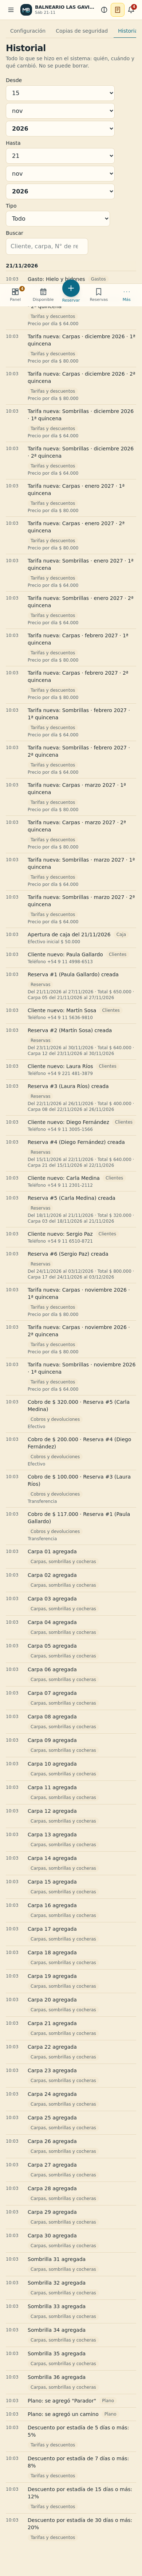 MB
BALNEARIO LAS GAVI...
Sáb 21-11
Configuración
Copias de seguridad
Histori
Historial
Todo lo que se hizo en el sistema: quién, cuándo y
qué cambió. No se puede borrar.
Desde
15
nov
2026
Hasta
21
nov
2026
Tipo
Todo
Buscar
Cliente, carpa, N° de re
21/11/2026
10:03 Gasto: Hielo y bidones Gastos
Panel
Disponible
Reservar
Reservas
Más
Tarifas y descuentos
Precio por día $ 64.000
10:03 Tarifa nueva: Carpas · diciembre 2026 · 1ª
quincena
Tarifas y descuentos
Precio por día $ 80.000
10:03 Tarifa nueva: Carpas · diciembre 2026 · 2ª
quincena
Tarifas y descuentos
Precio por día $ 80.000
10:03 Tarifa nueva: Sombrillas · diciembre 2026
· 1ª quincena
Tarifas y descuentos
Precio por día $ 64.000
10:03 Tarifa nueva: Sombrillas · diciembre 2026
· 2ª quincena
Tarifas y descuentos
Precio por día $ 64.000
10:03 Tarifa nueva: Carpas · enero 2027 · 1ª
quincena
Tarifas y descuentos
Precio por día $ 80.000
10:03 Tarifa nueva: Carpas · enero 2027 · 2ª
quincena
Tarifas y descuentos
Precio por día $ 80.000
10:03 Tarifa nueva: Sombrillas · enero 2027 · 1ª
quincena
Tarifas y descuentos
Precio por día $ 64.000
10:03 Tarifa nueva: Sombrillas · enero 2027 · 2ª
quincena
Tarifas y descuentos
Precio por día $ 64.000
10:03 Tarifa nueva: Carpas · febrero 2027 · 1ª
quincena
Tarifas y descuentos
Precio por día $ 80.000
10:03 Tarifa nueva: Carpas · febrero 2027 · 2ª
quincena
Tarifas y descuentos
Precio por día $ 80.000
10:03 Tarifa nueva: Sombrillas · febrero 2027 ·
1ª quincena
Tarifas y descuentos
Precio por día $ 64.000
10:03 Tarifa nueva: Sombrillas · febrero 2027 ·
2ª quincena
Tarifas y descuentos
Precio por día $ 64.000
10:03 Tarifa nueva: Carpas · marzo 2027 · 1ª
quincena
Tarifas y descuentos
Precio por día $ 80.000
10:03 Tarifa nueva: Carpas · marzo 2027 · 2ª
quincena
Tarifas y descuentos
Precio por día $ 80.000
10:03 Tarifa nueva: Sombrillas · marzo 2027 · 1ª
quincena
Tarifas y descuentos
Precio por día $ 64.000
10:03 Tarifa nueva: Sombrillas · marzo 2027 · 2ª
quincena
Tarifas y descuentos
Precio por día $ 64.000
10:03 Apertura de caja del 21/11/2026 Caja
Efectivo inicial $ 50.000
10:03 Cliente nuevo: Paula Gallardo Clientes
10:03 Reserva #1 (Paula Gallardo) creada
Reservas
Del 21/11/2026 al 27/11/2026 · Total $ 650.000 ·
Carpa 05 del 21/11/2026 al 27/11/2026
10:03 Cliente nuevo: Martín Sosa Clientes
10:03 Reserva #2 (Martín Sosa) creada
Reservas
Del 23/11/2026 al 30/11/2026 · Total $ 640.000 ·
Carpa 12 del 23/11/2026 al 30/11/2026
10:03 Cliente nuevo: Laura Ríos Clientes
10:03 Reserva #3 (Laura Ríos) creada
Reservas
Del 22/11/2026 al 26/11/2026 · Total $ 400.000 ·
Carpa 08 del 22/11/2026 al 26/11/2026
10:03 Cliente nuevo: Diego Fernández Clientes
10:03 Reserva #4 (Diego Fernández) creada
Reservas
Del 15/11/2026 al 22/11/2026 · Total $ 640.000 ·
Carpa 21 del 15/11/2026 al 22/11/2026
10:03 Cliente nuevo: Carla Medina Clientes
10:03 Reserva #5 (Carla Medina) creada
Reservas
Del 18/11/2026 al 21/11/2026 · Total $ 320.000 ·
Carpa 03 del 18/11/2026 al 21/11/2026
10:03 Cliente nuevo: Sergio Paz Clientes
10:03 Reserva #6 (Sergio Paz) creada
Reservas
Del 24/11/2026 al 03/12/2026 · Total $ 800.000 ·
Carpa 17 del 24/11/2026 al 03/12/2026
10:03 Tarifa nueva: Carpas · noviembre 2026 ·
1ª quincena
Tarifas y descuentos
Precio por día $ 80.000
10:03 Tarifa nueva: Carpas · noviembre 2026 ·
2ª quincena
Tarifas y descuentos
Precio por día $ 80.000
10:03 Tarifa nueva: Sombrillas · noviembre 2026
· 1ª quincena
Tarifas y descuentos
Precio por día $ 64.000
10:03 Cobro de $ 320.000 · Reserva #5 (Carla
Medina)
Cobros y devoluciones
Efectivo
10:03 Cobro de $ 200.000 · Reserva #4 (Diego
Fernández)
Cobros y devoluciones
Efectivo
10:03 Cobro de $ 100.000 · Reserva #3 (Laura
Ríos)
Cobros y devoluciones
Transferencia
10:03 Cobro de $ 117.000 · Reserva #1 (Paula
Gallardo)
Cobros y devoluciones
Transferencia
10:03 Carpa 01 agregada
Carpas, sombrillas y cocheras
10:03 Carpa 02 agregada
Carpas, sombrillas y cocheras
10:03 Carpa 03 agregada
Carpas, sombrillas y cocheras
10:03 Carpa 04 agregada
Carpas, sombrillas y cocheras
10:03 Carpa 05 agregada
Carpas, sombrillas y cocheras
10:03 Carpa 06 agregada
Carpas, sombrillas y cocheras
10:03 Carpa 07 agregada
Carpas, sombrillas y cocheras
10:03 Carpa 08 agregada
Carpas, sombrillas y cocheras
10:03 Carpa 09 agregada
Carpas, sombrillas y cocheras
10:03 Carpa 10 agregada
Carpas, sombrillas y cocheras
10:03 Carpa 11 agregada
Carpas, sombrillas y cocheras
10:03 Carpa 12 agregada
Carpas, sombrillas y cocheras
10:03 Carpa 13 agregada
Carpas, sombrillas y cocheras
10:03 Carpa 14 agregada
Carpas, sombrillas y cocheras
10:03 Carpa 15 agregada
Carpas, sombrillas y cocheras
10:03 Carpa 16 agregada
Carpas, sombrillas y cocheras
10:03 Carpa 17 agregada
Carpas, sombrillas y cocheras
10:03 Carpa 18 agregada
Carpas, sombrillas y cocheras
10:03 Carpa 19 agregada
Carpas, sombrillas y cocheras
10:03 Carpa 20 agregada
Carpas, sombrillas y cocheras
10:03 Carpa 21 agregada
Carpas, sombrillas y cocheras
10:03 Carpa 22 agregada
Carpas, sombrillas y cocheras
10:03 Carpa 23 agregada
Carpas, sombrillas y cocheras
10:03 Carpa 24 agregada
Carpas, sombrillas y cocheras
10:03 Carpa 25 agregada
Carpas, sombrillas y cocheras
10:03 Carpa 26 agregada
Carpas, sombrillas y cocheras
10:03 Carpa 27 agregada
Carpas, sombrillas y cocheras
10:03 Carpa 28 agregada
Carpas, sombrillas y cocheras
10:03 Carpa 29 agregada
Carpas, sombrillas y cocheras
10:03 Carpa 30 agregada
Carpas, sombrillas y cocheras
10:03 Sombrilla 31 agregada
Carpas, sombrillas y cocheras
10:03 Sombrilla 32 agregada
Carpas, sombrillas y cocheras
10:03 Sombrilla 33 agregada
Carpas, sombrillas y cocheras
10:03 Sombrilla 34 agregada
Carpas, sombrillas y cocheras
10:03 Sombrilla 35 agregada
Carpas, sombrillas y cocheras
10:03 Sombrilla 36 agregada
Carpas, sombrillas y cocheras
10:03 Plano: se agregó "Parador" Plano
10:03 Plano: se agregó un camino Plano
10:03 Descuento por estadía de 5 días o más:
5%
Tarifas y descuentos
10:03 Descuento por estadía de 7 días o más:
8%
Tarifas y descuentos
10:03 Descuento por estadía de 15 días o más:
12%
Tarifas y descuentos
10:03 Descuento por estadía de 30 días o más:
20%
Tarifas y descuentos